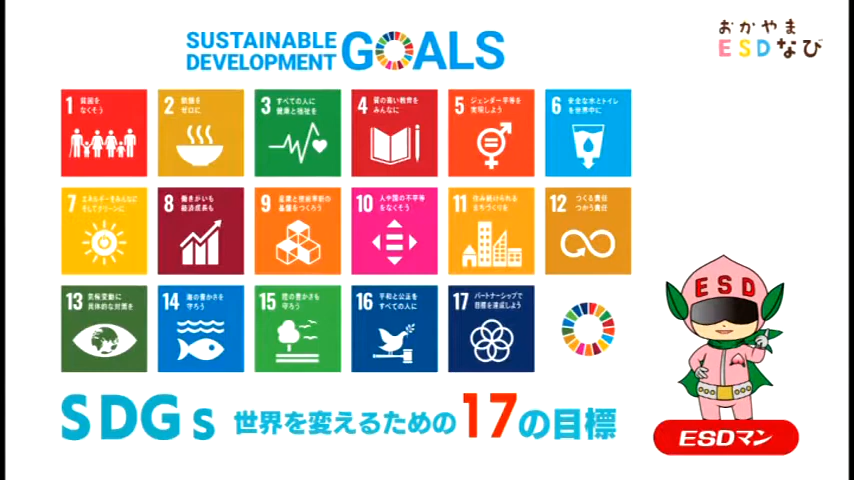 おかやま
ESDなび
SUSTAINABLE
DEVELOPMENT
GOALS
1 貧困を
なくそう
2 飢餓を
ゼロに
3 すべての人に
健康と福祉を
4 質の高い教育を
みんなに
5 ジェンダー平等を
実現しよう
6 安全な水とトイレ
を世界中に
7 エネルギーをみんなに
そしてクリーンに
8 働きがいも
経済成長も
9 産業と技術革新の
基盤をつくろう
10 人や国の不平等
をなくそう
11 住み続けられる
まちづくりを
12 つくる責任
つかう責任
13 気候変動に
具体的な対策を
14 海の豊かさを
守ろう
15 陸の豊かさも
守ろう
16 平和と公正を
すべての人に
17 パートナーシップで
目標を達成しよう
ESD
SDGs 世界を変えるための17の目標
ESDマン